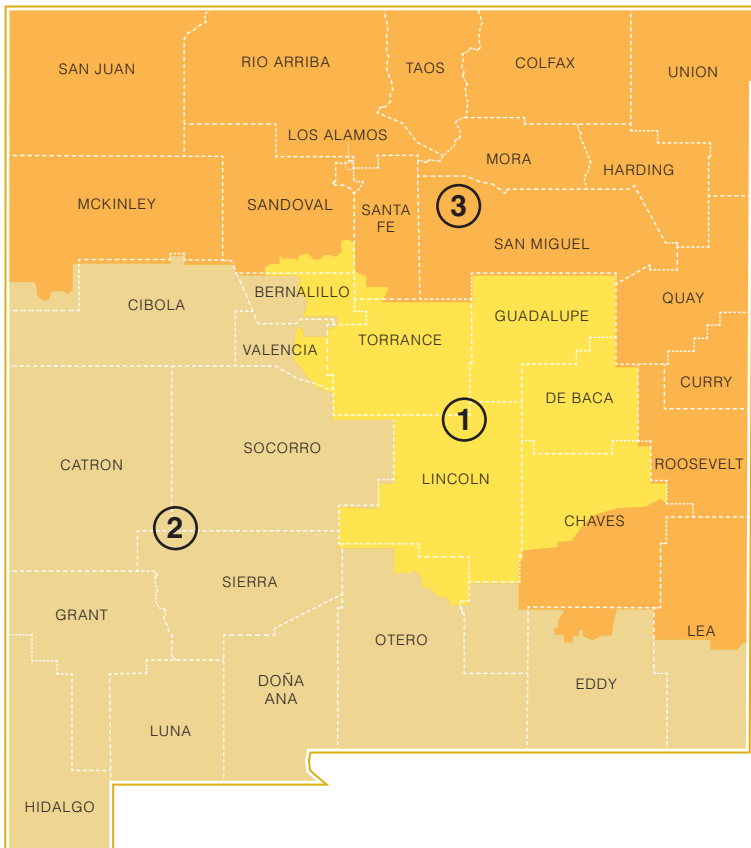 SAN JUAN
RIO ARRIBA
TAOS
COLFAX
UNION
LOS ALAMOS
MORA
HARDING
MCKINLEY
SANDOVAL
SANTA
FE
3
SAN MIGUEL
BERNALILLO
CIBOLA
QUAY
GUADALUPE
VALENCIA
TORRANCE
CURRY
DE BACA
1
SOCORRO
CATRON
ROOSEVELT
LINCOLN
2
CHAVES
SIERRA
GRANT
OTERO
LEA
DOÑA
ANA
EDDY
LUNA
HIDALGO